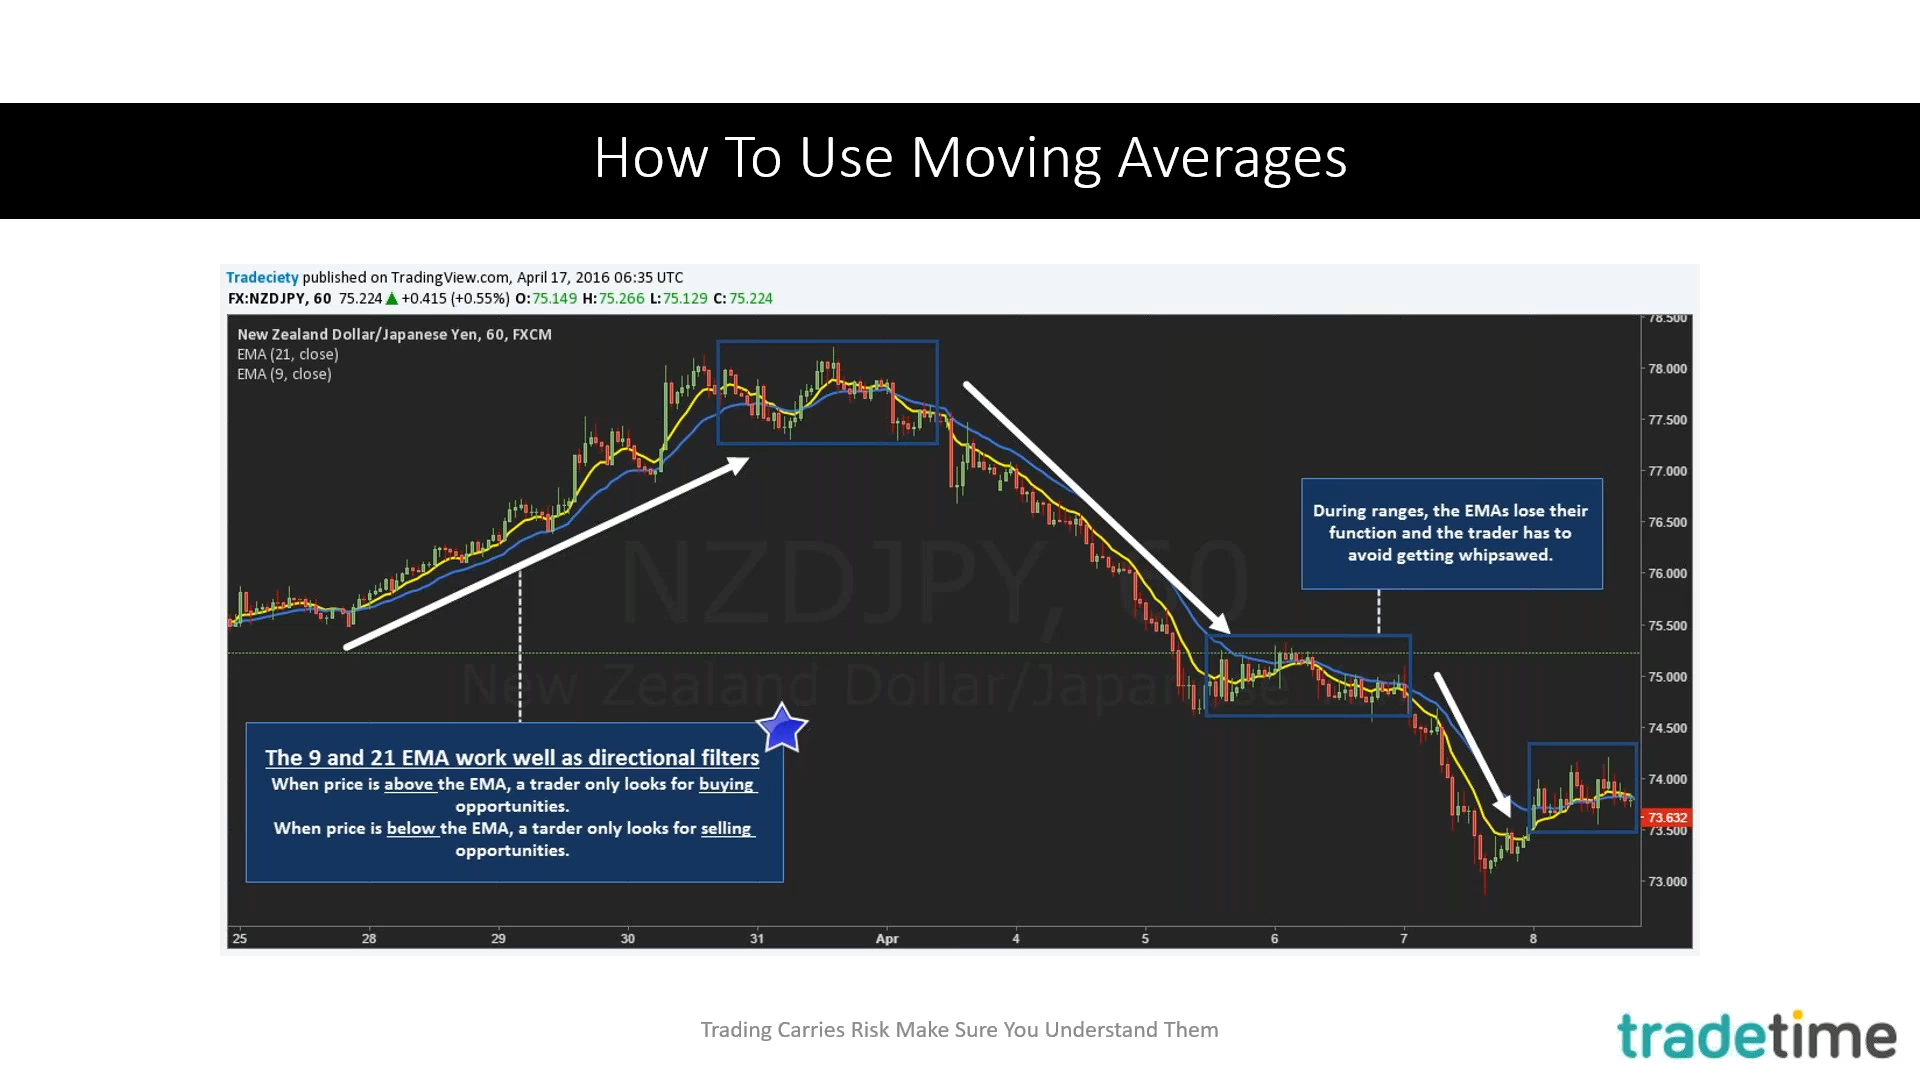 How To Use Moving Averages
Tradeciety published on TradingView.com, April 17, 2016 06:35 UTC
FX:NZDJPY, 60 75.224 ▲ +0.415 (+0.55%) O:75.149 H:75.266 L:75.129 C:75.224
New Zealand Dollar/Japanese Yen, 60, FXCM
EMA (21, close)
EMA (9, close)
78.500
78.000
77.500
77.000
76.500
76.000
75.500
75.000
74.500
74.000
73.632
73.500
73.000
NZDJPY, 60
New Zealand Dollar/Japanese
During ranges, the EMAs lose their
function and the trader has to
avoid getting whipsawed.
The 9 and 21 EMA work well as directional filters
When price is above the EMA, a trader only looks for buying
opportunities.
When price is below the EMA, a tarder only looks for selling
opportunities.
25 28 29 30 31 Apr 4 5 6 7 8
Trading Carries Risk Make Sure You Understand Them
tradetime